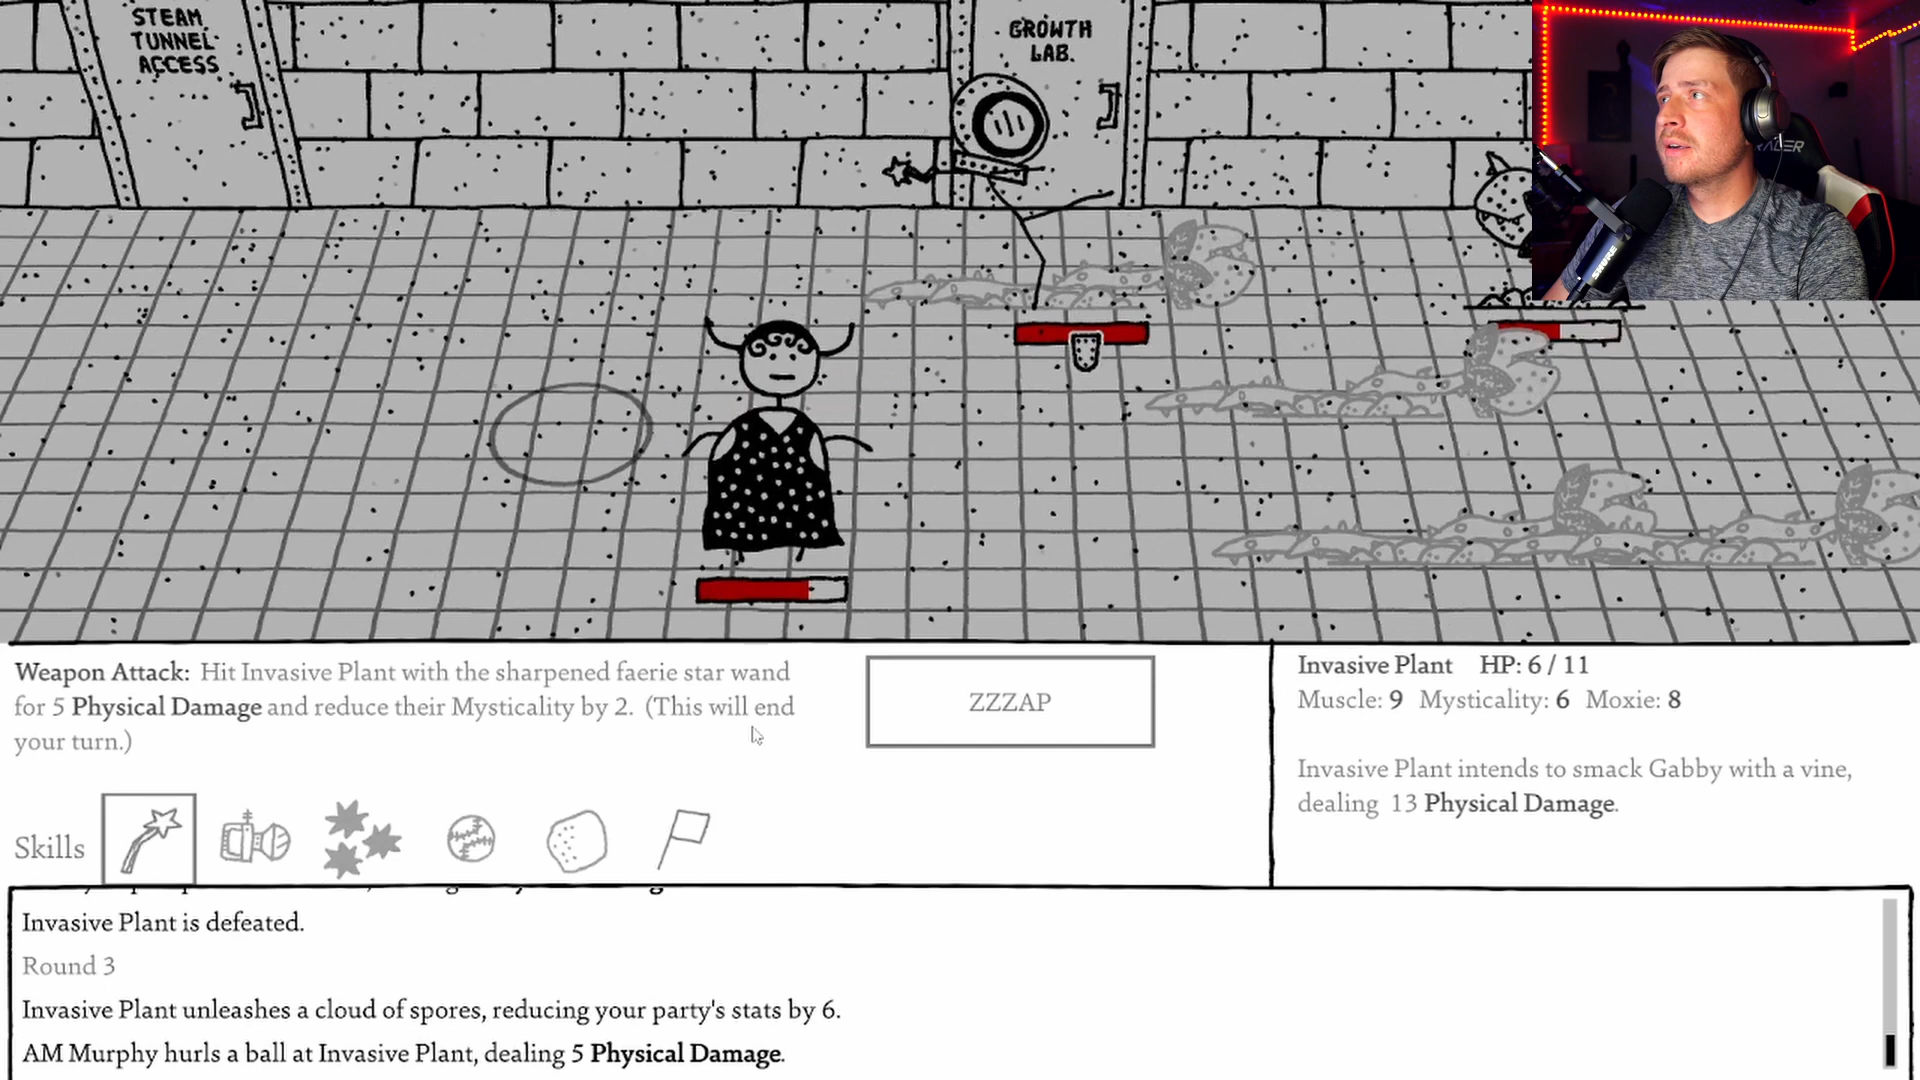 STEAM
TUNNEL
ACCESS
GROWTH
LAB.
Weapon Attack: Hit Invasive Plant with the sharpened faerie star wand
for 5 Physical Damage and reduce their Mysticality by 2. (This will end
your turn.)
ZZZAP
Skills
Invasive Plant HP: 6 / 11
Muscle: 9 Mysticality: 6 Moxie: 8
Invasive Plant intends to smack Gabby with a vine,
dealing 13 Physical Damage.
Invasive Plant is defeated.
Round 3
Invasive Plant unleashes a cloud of spores, reducing your party's stats by 6.
AM Murphy hurls a ball at Invasive Plant, dealing 5 Physical Damage.
SHURE